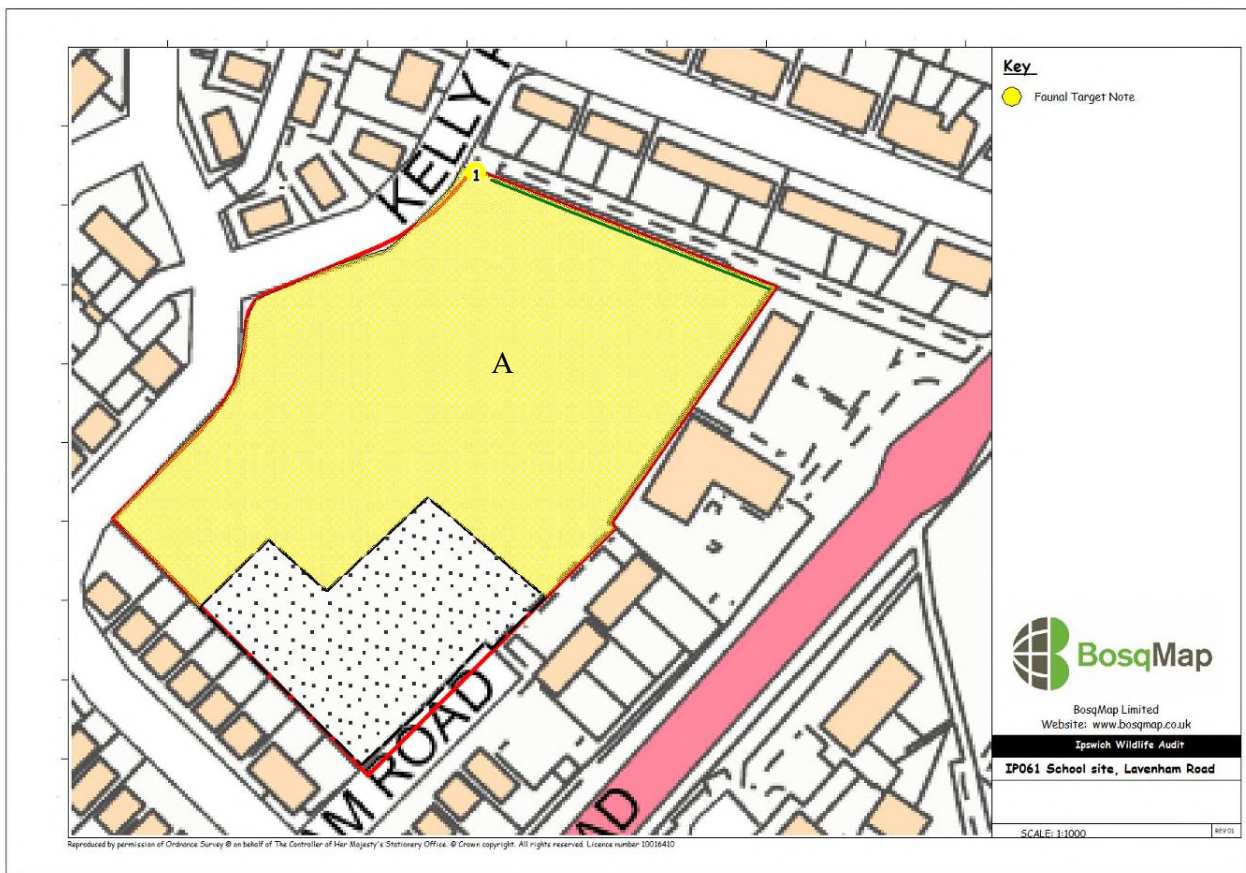 KELLY
1
A
M ROAD
AD
Key
Faunal Target Note
BosqMap
BosqMap Limited
Website: www.bosqmap.co.uk
Ipswich Wildlife Audit
IP061 School site, Lavenham Road
SCALE: 1:1000
REV01
Reproduced by permission of Ordnance Survey ® on behalf of The Controller of Her Majesty's Stationery Office. © Crown copyright. All rights reserved. Licence number 10016410